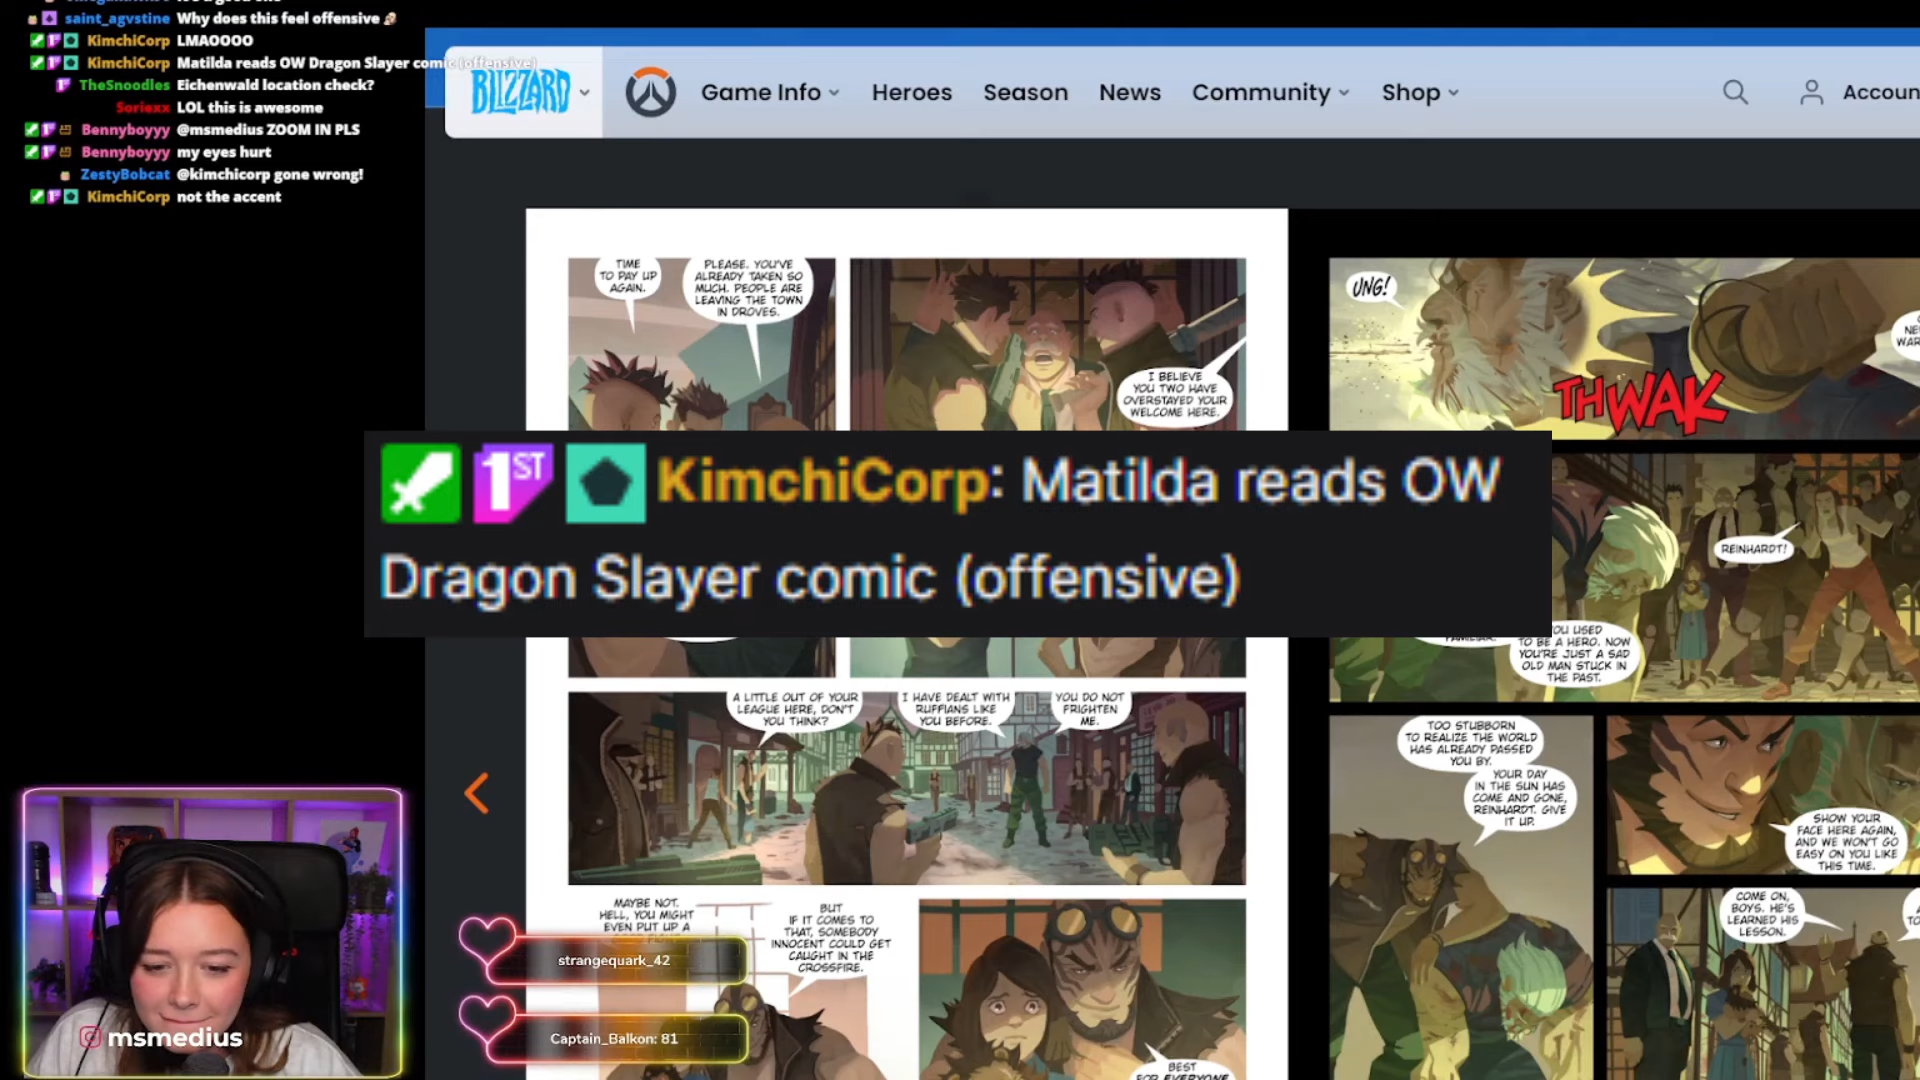 saint_agvstine Why does this feel offensive
KimchiCorp LMAOOOO
KimchiCorp Matilda reads OW Dragon Slayer comic (offensive)
TheSnoodles Eichenwald location check?
Soriexx LOL this is awesome
Bennyboyyy @msmedius ZOOM IN PLS
Bennyboyyy my eyes hurt
ZestyBobcat @kimchicorp gone wrong!
KimchiCorp not the accent
BLIZZARD
Game Info
Heroes
Season
News
Community
Shop
Accoun
TIME
TO PAY UP
AGAIN.
PLEASE. YOU'VE
ALREADY TAKEN SO
MUCH. PEOPLE ARE
LEAVING THE TOWN
IN DROVES.
I BELIEVE
YOU TWO HAVE
OVERSTAYED YOUR
WELCOME HERE.
UNG!
THWAK
1ST KimchiCorp: Matilda reads OW
Dragon Slayer comic (offensive)
REINHARDT!
YOU USED
TO BE A HERO. NOW
YOU'RE JUST A SAD
OLD MAN STUCK IN
THE PAST.
A LITTLE OUT OF YOUR
LEAGUE HERE, DON'T
YOU THINK?
I HAVE DEALT WITH
RUFFIANS LIKE
YOU BEFORE.
YOU DO NOT
FRIGHTEN
ME.
TOO STUBBORN
TO REALIZE THE WORLD
HAS ALREADY PASSED
YOU BY.
YOUR DAY
IN THE SUN HAS
COME AND GONE,
REINHARDT. GIVE
IT UP.
SHOW YOUR
FACE HERE AGAIN,
AND WE WON'T GO
EASY ON YOU LIKE
THIS TIME.
MAYBE NOT.
HELL, YOU MIGHT
EVEN PUT UP A
BUT
IF IT COMES TO
THAT, SOMEBODY
INNOCENT COULD GET
CAUGHT IN THE
CROSSFIRE.
COME ON,
BOYS. HE'S
LEARNED HIS
LESSON.
BEST
FOR EVERYONE
strangequark_42
Captain_Balkon: 81
msmedius